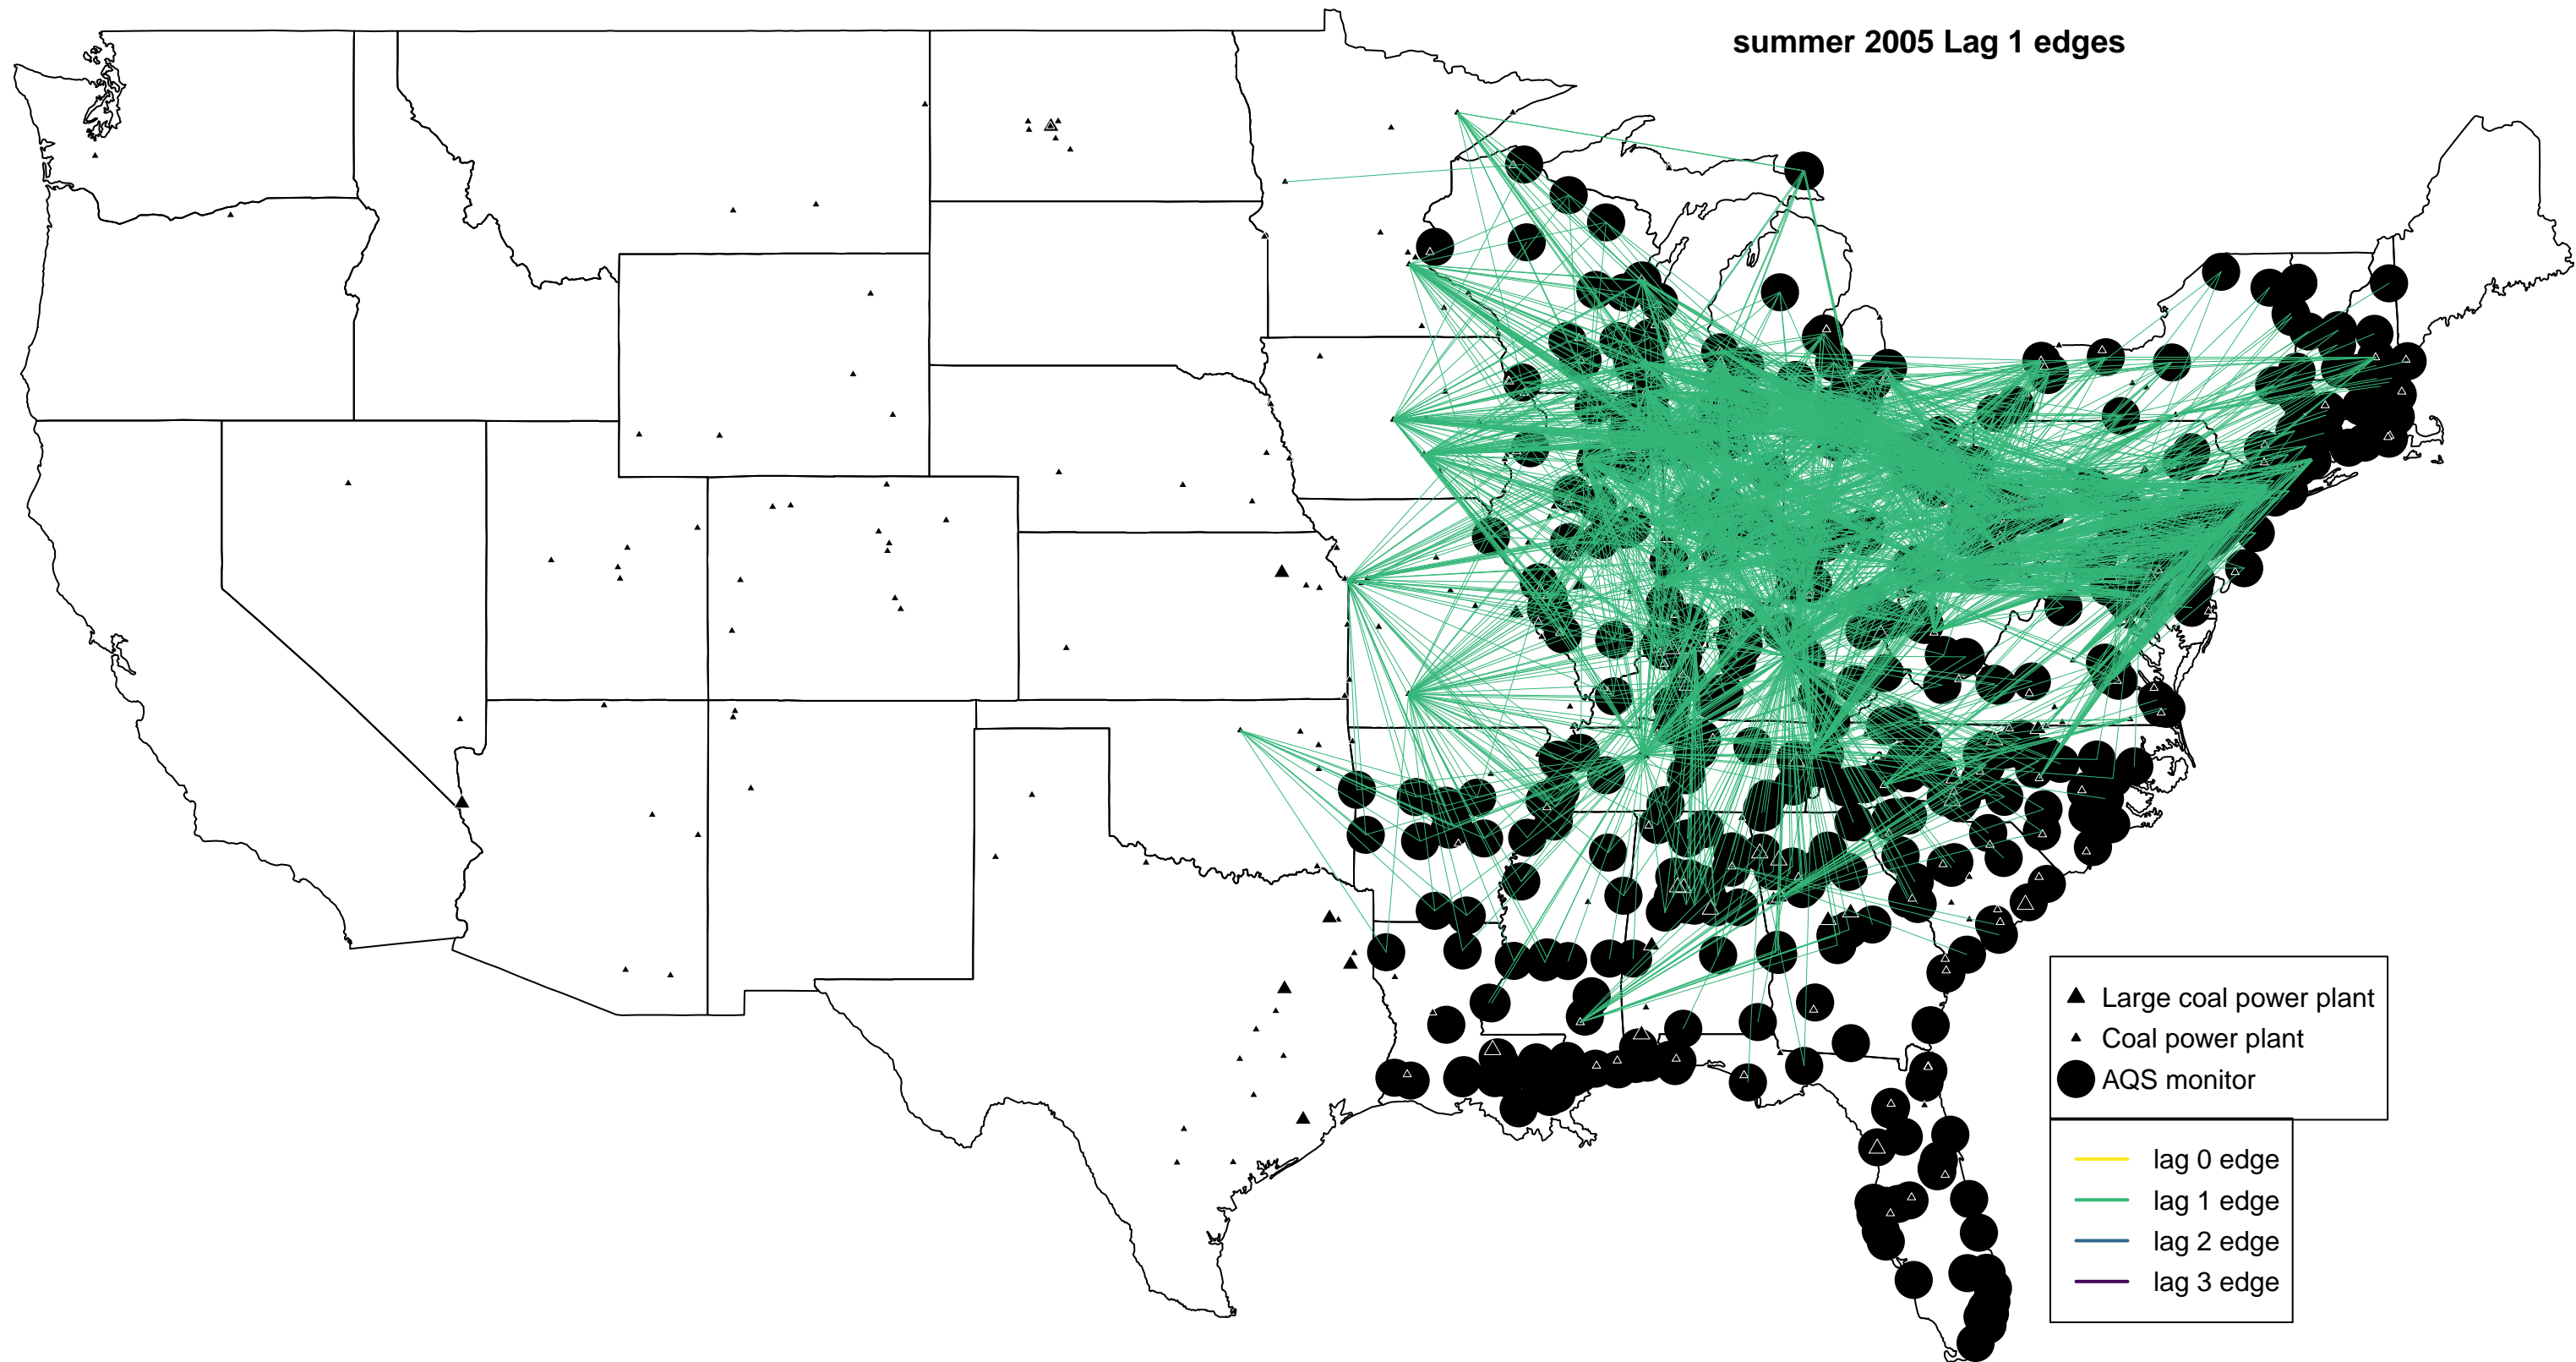 summer 2005 Lag 1 edges
Large coal power plant
Coal power plant
AQS monitor
lag 0 edge
lag 1 edge
lag 2 edge
lag 3 edge